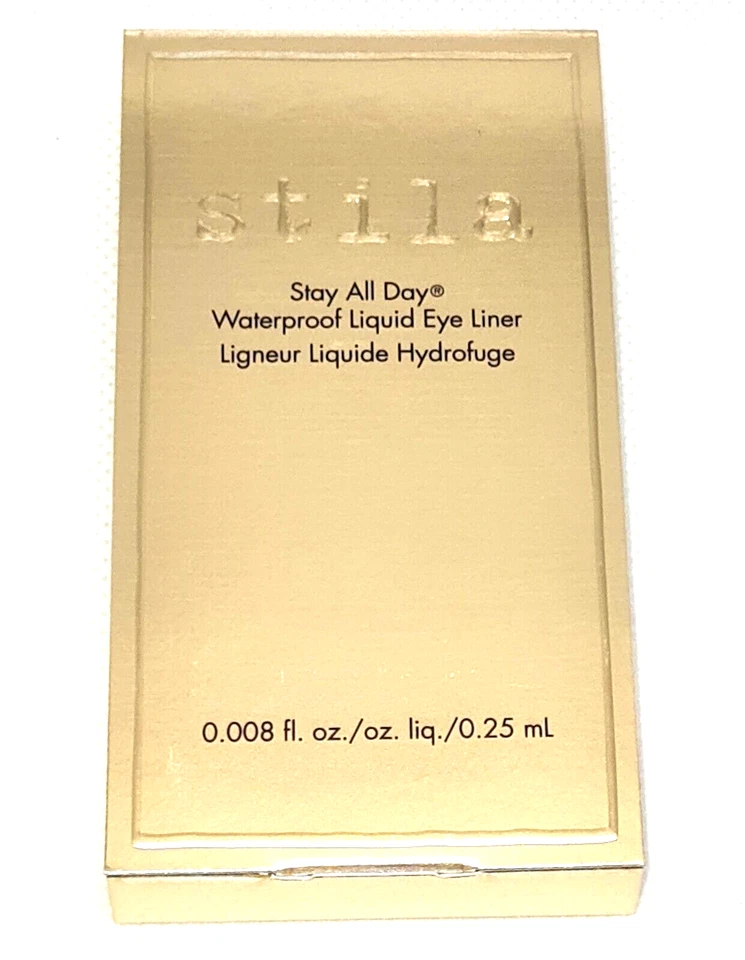 stila
Stay All Day®
Waterproof Liquid Eye Liner
Ligneur Liquide Hydrofuge
0.008 fl. oz./oz. liq./0.25 mL